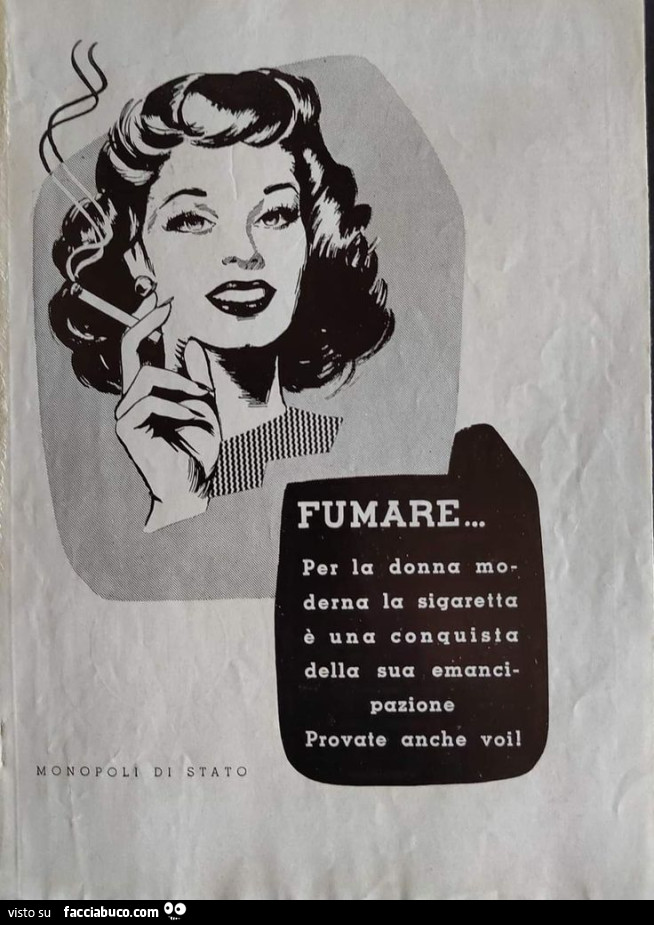 FUMARE...
Per la donna mo-
derna la sigaretta
è una conquista
della sua emanci-
pazione
Provate anche voi!
MONOPOLI DI STATO
visto su facciabuco.com